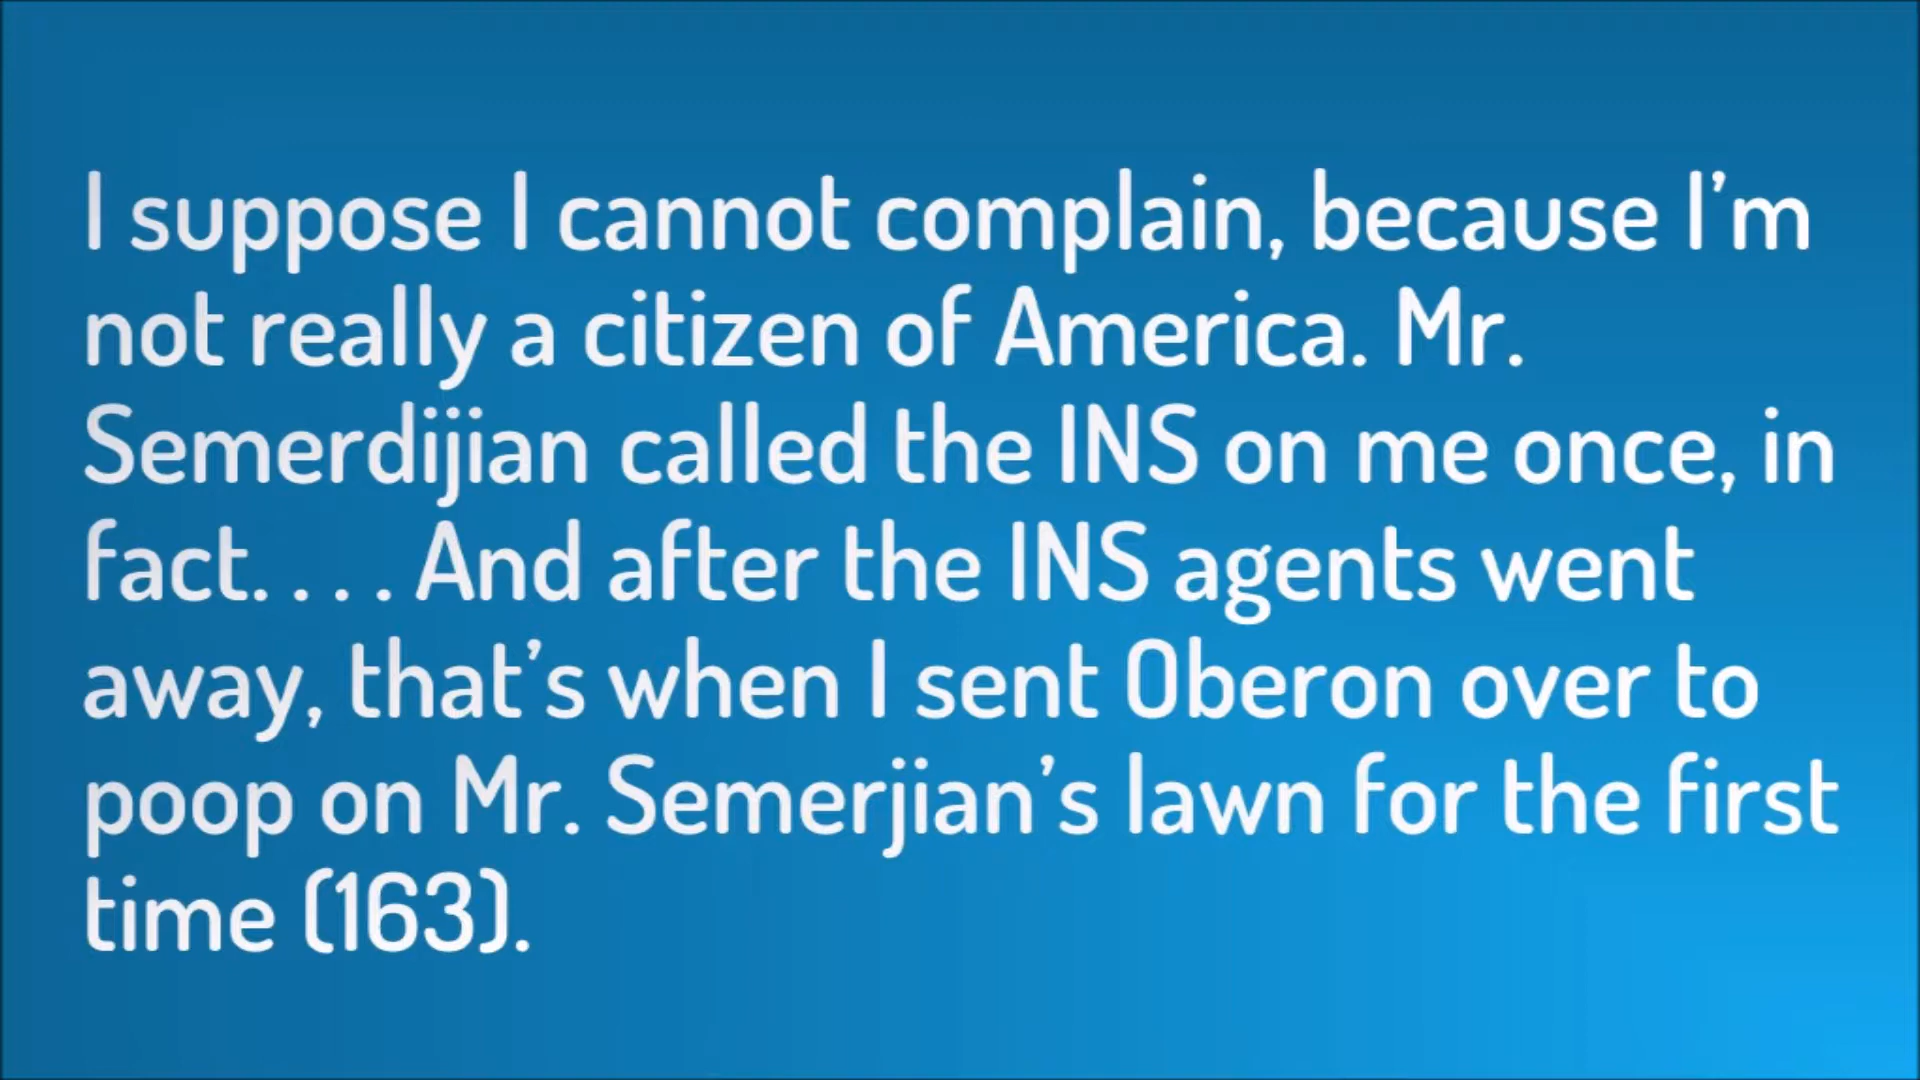 I suppose I cannot complain, because I’m
not really a citizen of America. Mr.
Semerdijian called the INS on me once, in
fact. . . . And after the INS agents went
away, that’s when I sent Oberon over to
poop on Mr. Semerjian’s lawn for the first
time (163).